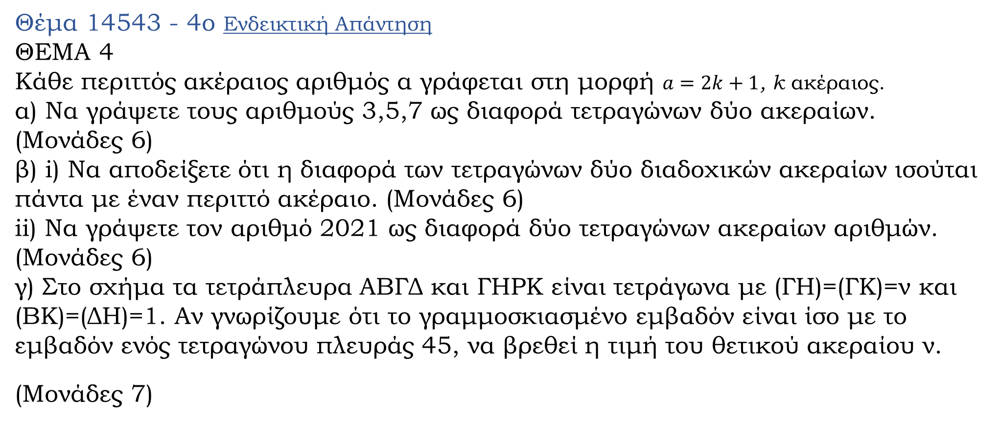 Θέμα 14543 - 4ο Ενδεικτική Απάντηση
ΘΕΜΑ 4
Κάθε περιττός ακέραιος αριθμός α γράφεται στη μορφή a = 2k + 1, k ακέραιος.
α) Να γράψετε τους αριθμούς 3,5,7 ως διαφορά τετραγώνων δύο ακεραίων.
(Μονάδες 6)
β) i) Να αποδείξετε ότι η διαφορά των τετραγώνων δύο διαδοχικών ακεραίων ισούται
πάντα με έναν περιττό ακέραιο. (Μονάδες 6)
ii) Να γράψετε τον αριθμό 2021 ως διαφορά δύο τετραγώνων ακεραίων αριθμών.
(Μονάδες 6)
γ) Στο σχήμα τα τετράπλευρα ΑΒΓΔ και ΓΗΡΚ είναι τετράγωνα με (ΓΗ)=(ΓΚ)=ν και
(ΒΚ)=(ΔΗ)=1. Αν γνωρίζουμε ότι το γραμμοσκιασμένο εμβαδόν είναι ίσο με το
εμβαδόν ενός τετραγώνου πλευράς 45, να βρεθεί η τιμή του θετικού ακεραίου ν.
(Μονάδες 7)